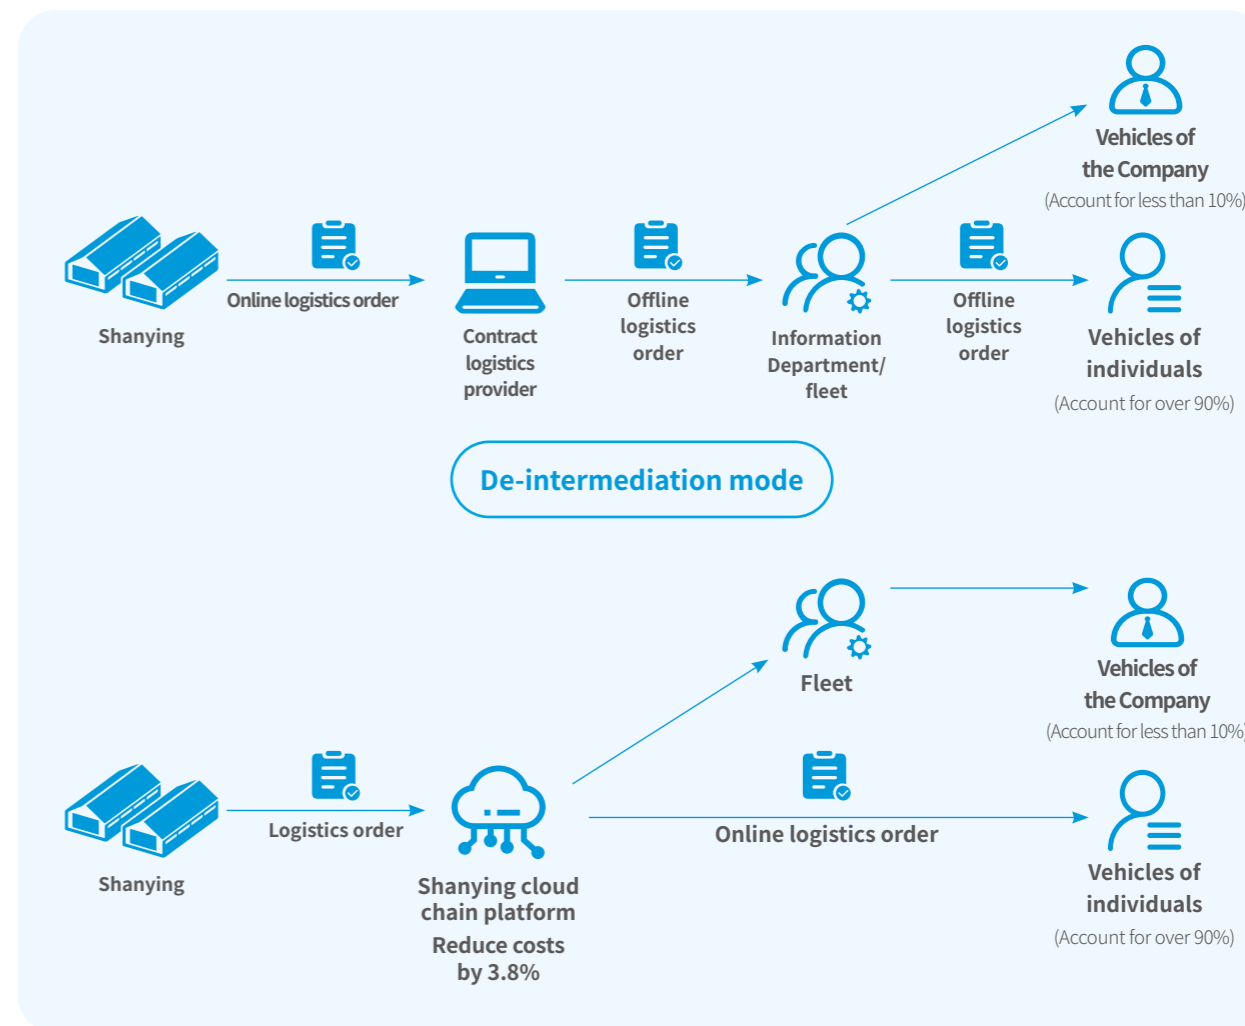 Vehicles of
the Company
(Account for less than 10%)
Online logistics order
Shanying
Contract
logistics
provider
Offline
logistics
order
Information
Department/
fleet
Offline
logistics
order
Vehicles of
individuals
(Account for over 90%)
De-intermediation mode
Fleet
Vehicles of
the Company
(Account for less than 10%)
Logistics order
Shanying
Shanying cloud
chain platform
Reduce costs
by 3.8%
Online logistics order
Vehicles of
individuals
(Account for over 90%)